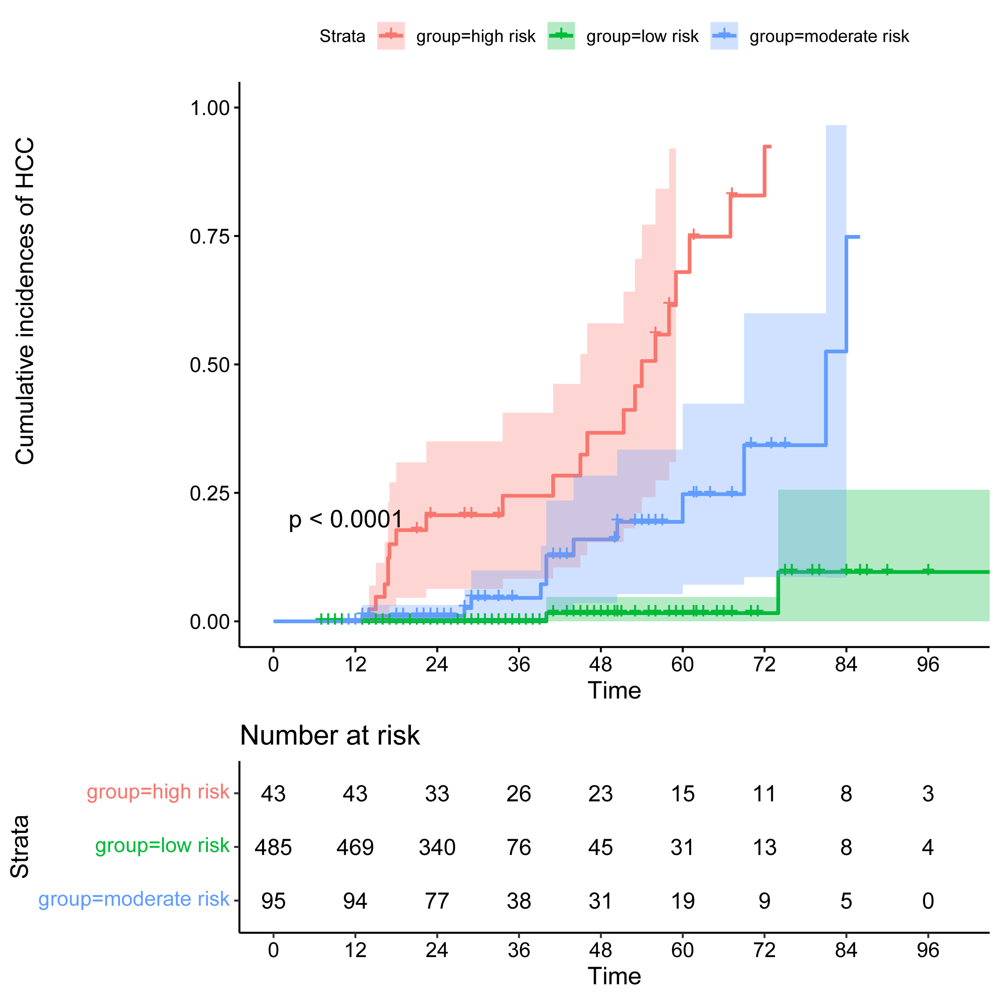 Strata group=high risk group=low risk group=moderate risk
Cumulative incidences of HCC
1.00
0.75
0.50
0.25
0.00
p < 0.0001
0 12 24 36 48 60 72 84 96
Time
Number at risk
Strata
group=high risk 43 43 33 26 23 15 11 8 3
group=low risk 485 469 340 76 45 31 13 8 4
group=moderate risk 95 94 77 38 31 19 9 5 0
0 12 24 36 48 60 72 84 96
Time